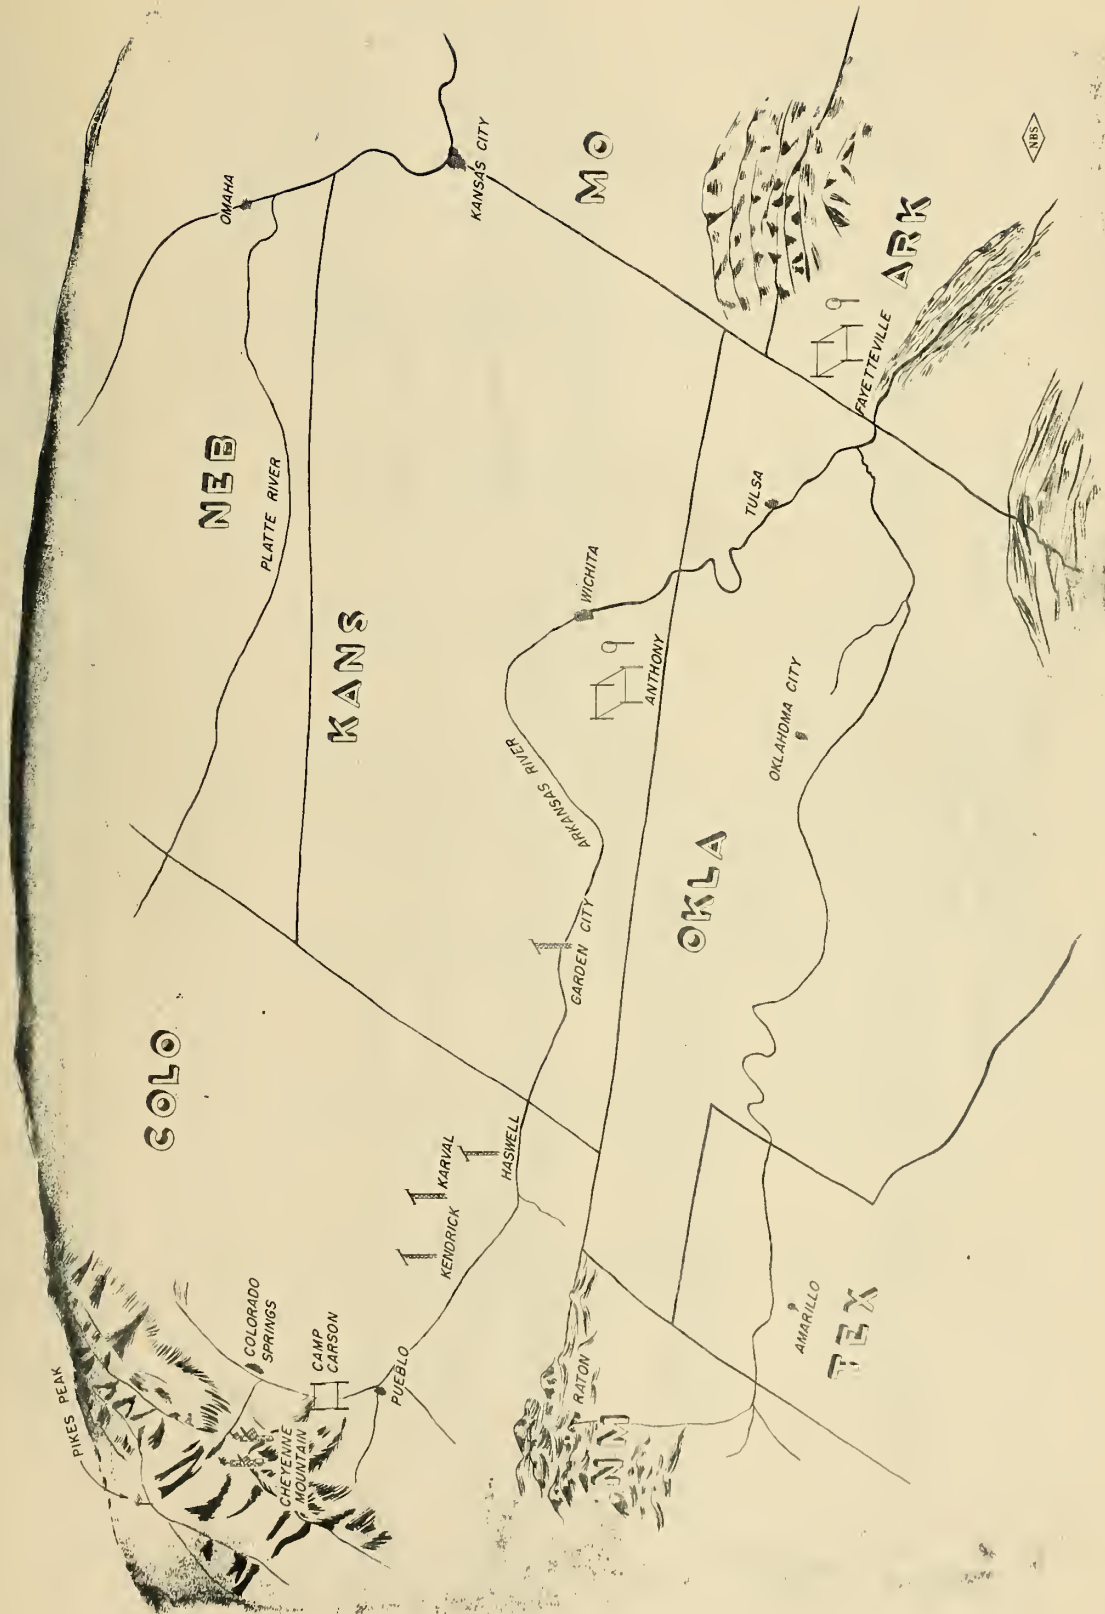 PIKES PEAK
COLORADO
SPRINGS
CHEYENNE
MOUNTAIN
CAMP
CARSON
PUEBLO
KENDRICK
KARVAL
HASWELL
COLO
NEB
PLATTE RIVER
OMAHA
KANS
KANSAS CITY
MO
GARDEN CITY
ARKANSAS RIVER
WICHITA
ANTHONY
RATON
NM
OKLA
OKLAHOMA CITY
TULSA
FAYETTEVILLE
ARK
AMARILLO
TEX
NBS